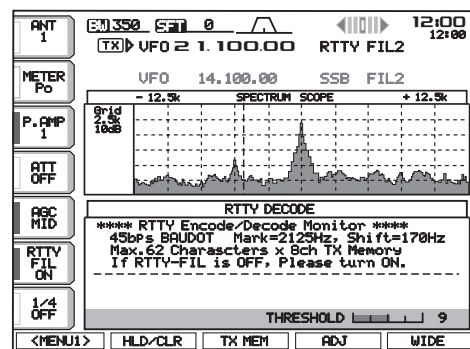 ANT 1
BW 350 SFT 0 12:00
12:00
TX VFO 21.100.00 RTTY FIL2
METER Po
VFO 14.100.00 SSB FIL2
- 12.5k SPECTRUM SCOPE + 12.5k
Grid
2.5k
10dB
P.AMP 1
ATT OFF
AGC MID
RTTY DECODE
**** RTTY Encode/Decode Monitor ****
45bps BAUDOT Mark=2125Hz, Shift=170Hz
Max.62 Charascters x 8ch TX Memory
If RTTY-FIL is OFF, Please turn ON.
RTTY FIL ON
1/4 OFF
THRESHOLD 9
<MENU1> HLD/CLR TX MEM ADJ WIDE